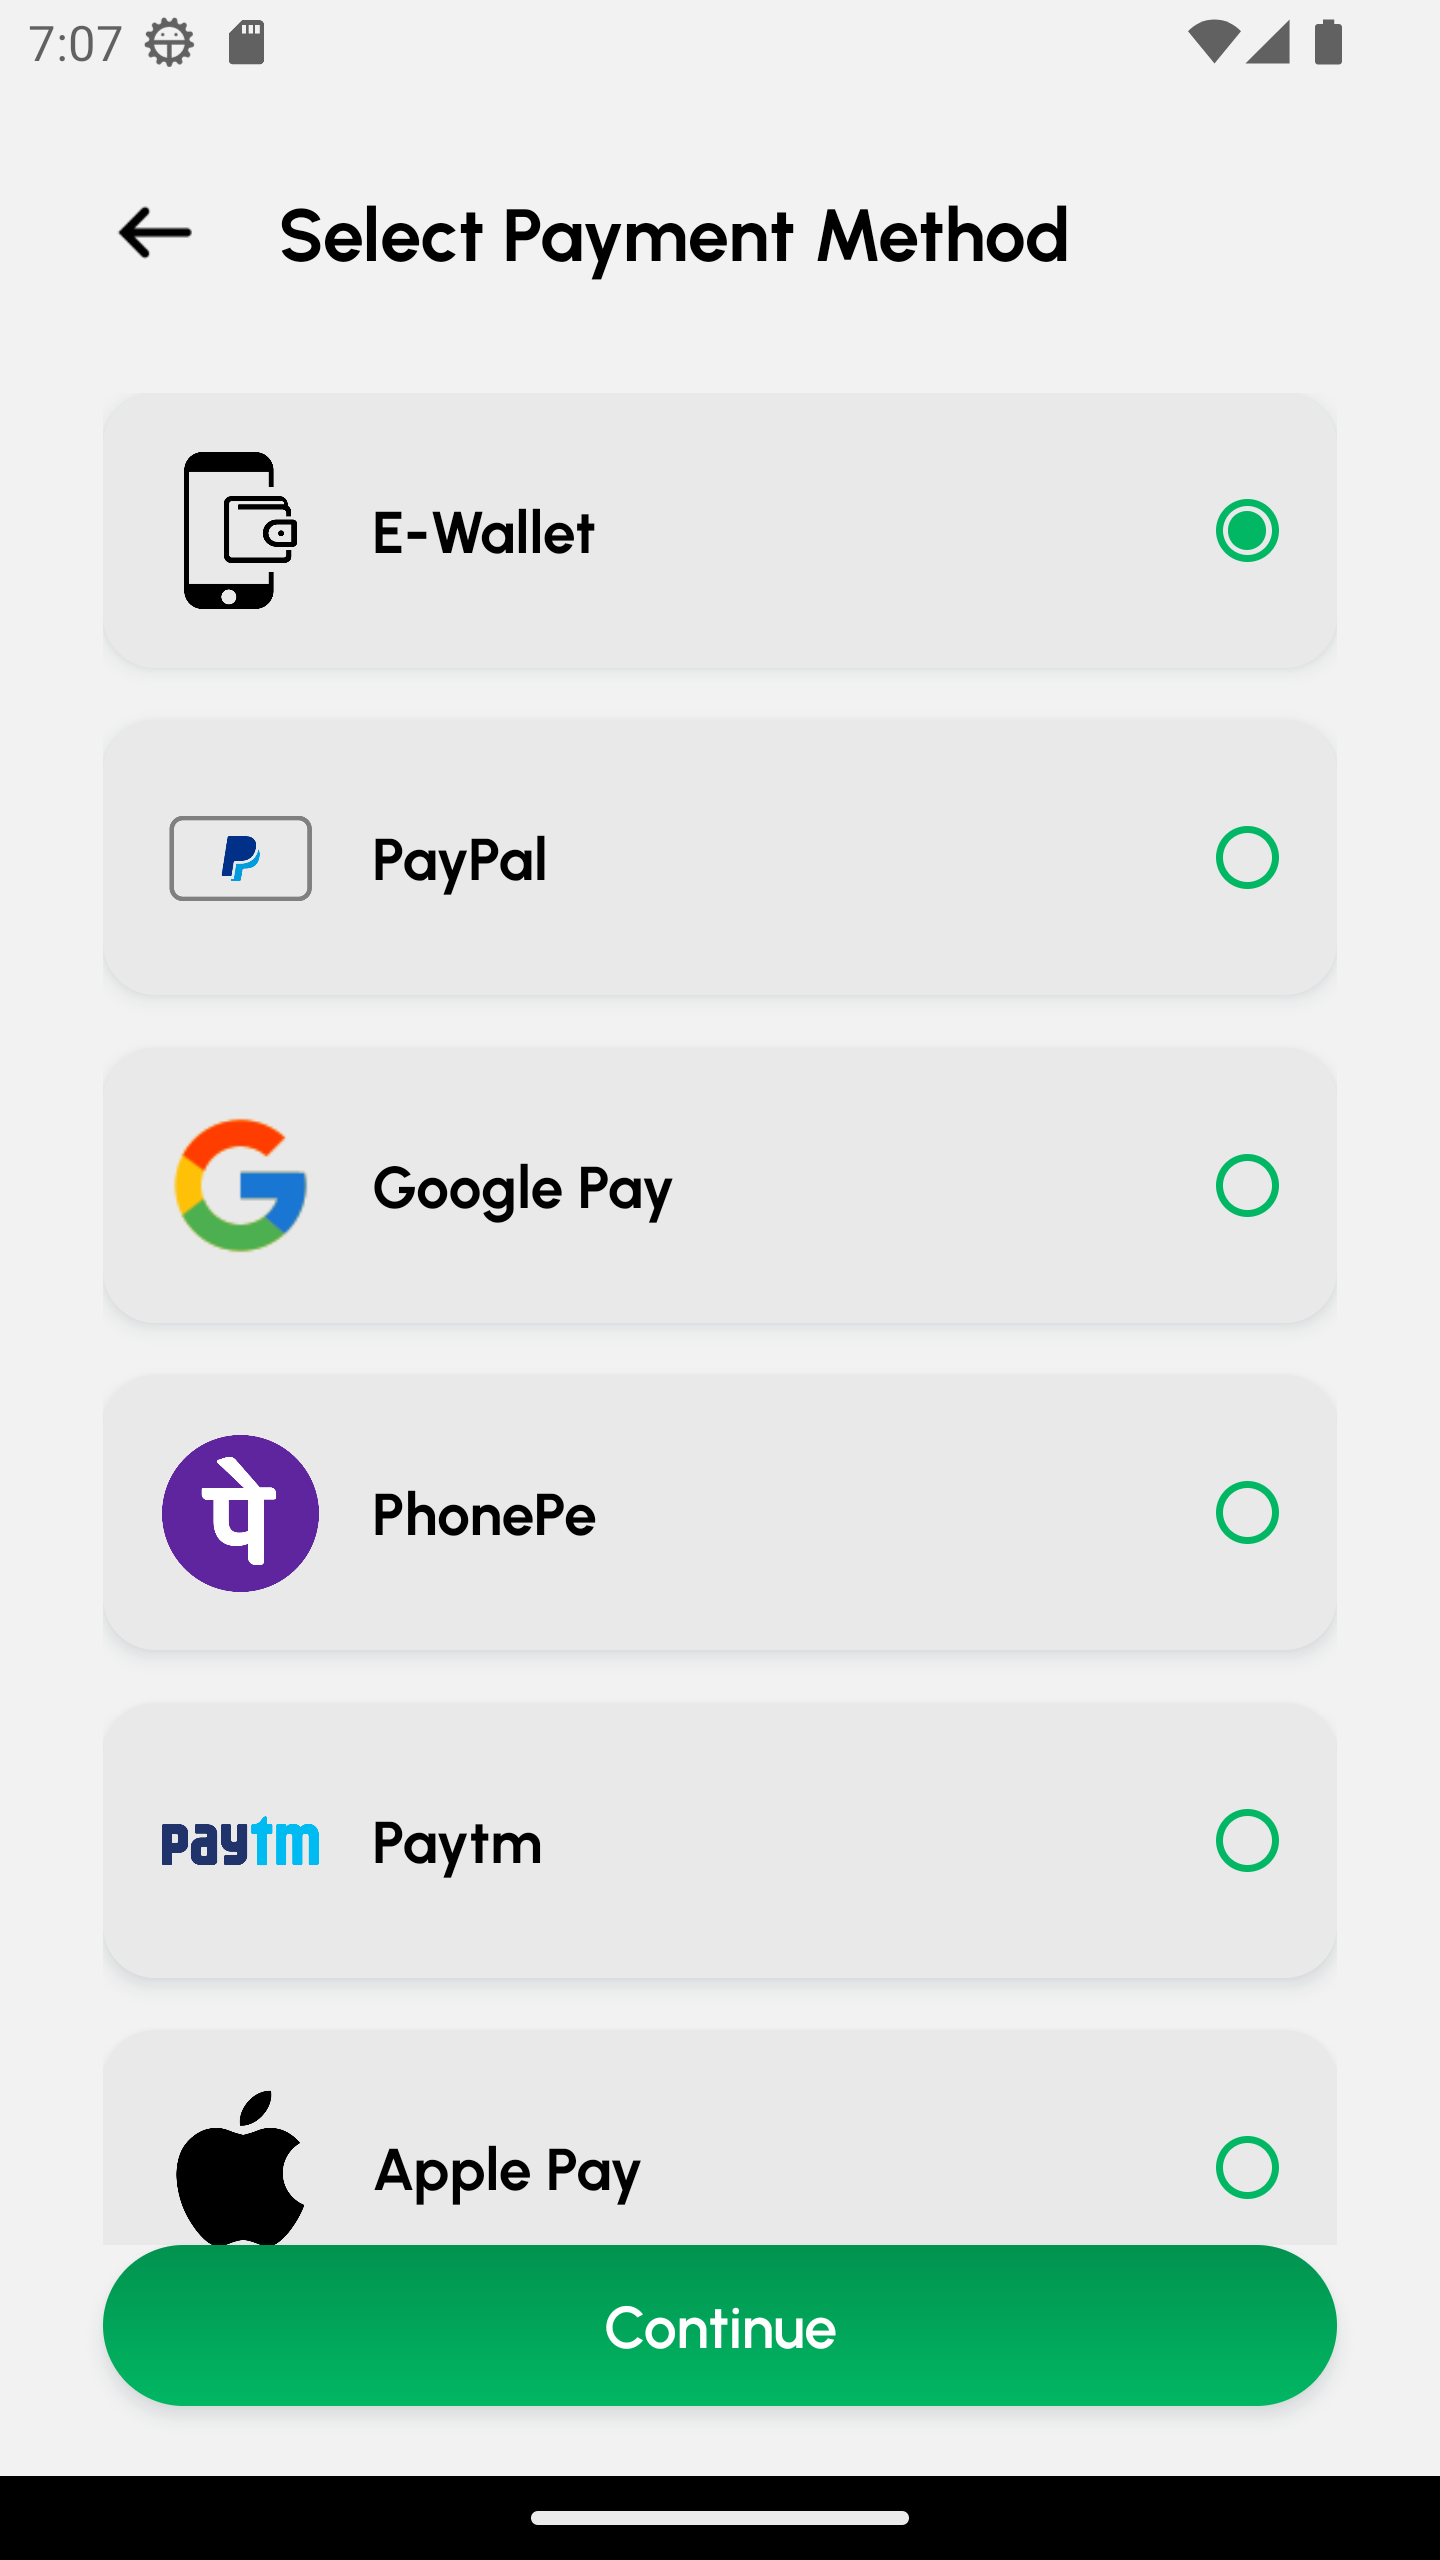 7:07
Select Payment Method
E-Wallet
PayPal
Google Pay
पे
PhonePe
paytm
Paytm
Apple Pay
Continue